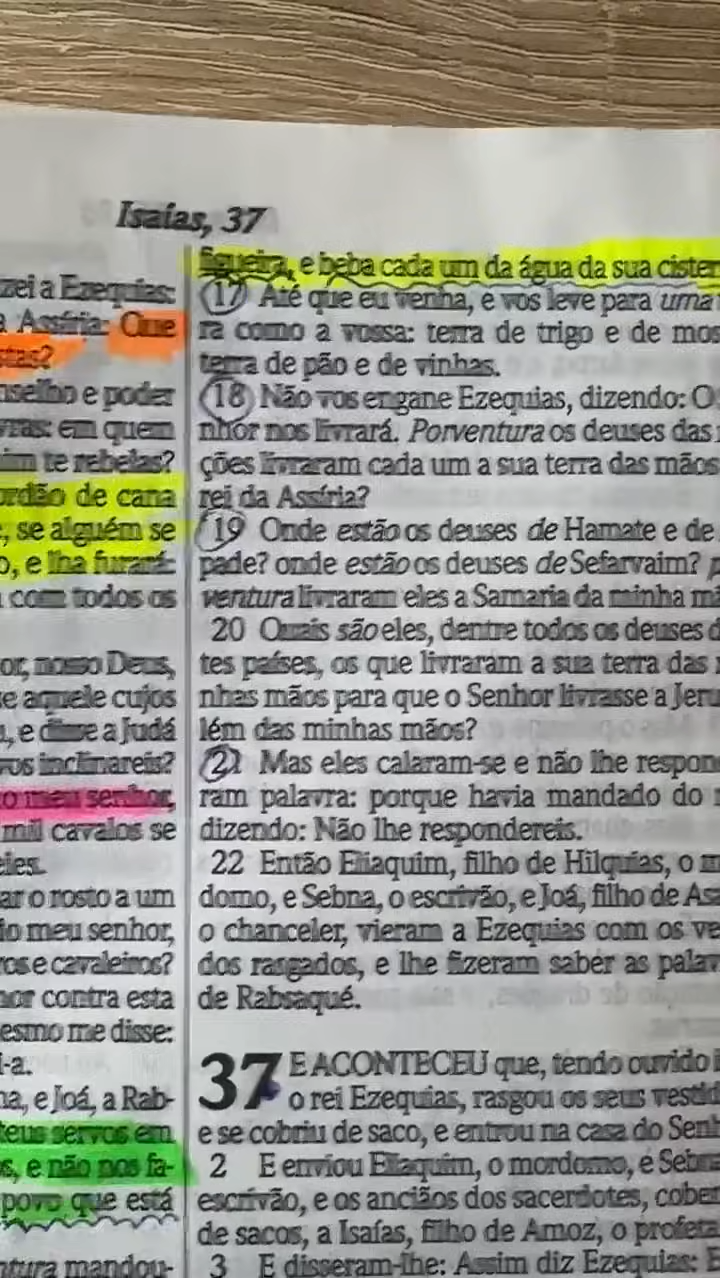 Isaías, 37
zei a Ezequias:
a Assíria: Que
stas?
nselho e poder
vras: em quem
im te rebelas?
ordão de cana
, se alguém se
o, e lha furará:
a com todos os
or, nosso Deus,
e aquele cujos
, e disse a Judá
vos inclinareis?
o meu senhor,
mil cavalos se
eles.
ar o rosto a um
do meu senhor,
ros e cavaleiros?
hor contra esta
esmo me disse:
i-a.
na, e Joá, a Rab-
teus servos em
s, e não nos fa-
povo que está
ntura mandou-
figueira, e beba cada um da água da sua cister
17 Até que eu venha, e vos leve para uma
ra como a vossa: terra de trigo e de mos
terra de pão e de vinhas.
18 Não vos engane Ezequias, dizendo: O
nhor nos livrará. Porventura os deuses das
ções livraram cada um a sua terra das mãos
rei da Assíria?
19 Onde estão os deuses de Hamate e de
pade? onde estão os deuses de Sefarvaim? p
ventura livraram eles a Samaria da minha m
20 Quais são eles, dentre todos os deuses d
tes países, os que livraram a sua terra das
nhas mãos para que o Senhor livrasse a Jeru
lém das minhas mãos?
21 Mas eles calaram-se e não lhe respon
ram palavra: porque havia mandado do
dizendo: Não lhe respondereis.
22 Então Eliaquim, filho de Hilquias, o m
domo, e Sebna, o escrivão, e Joá, filho de Asa
o chanceler, vieram a Ezequias com os ve
dos rasgados, e lhe fizeram saber as palav
de Rabsaqué.
37 E ACONTECEU que, tendo ouvido
o rei Ezequias, rasgou os seus vestid
e se cobriu de saco, e entrou na casa do Senh
2 E enviou Eliaquim, o mordomo, e Sebna
escrivão, e os anciãos dos sacerdotes, cober
de sacos, a Isaías, filho de Amoz, o profeta
3 E disseram-lhe: Assim diz Ezequias: E